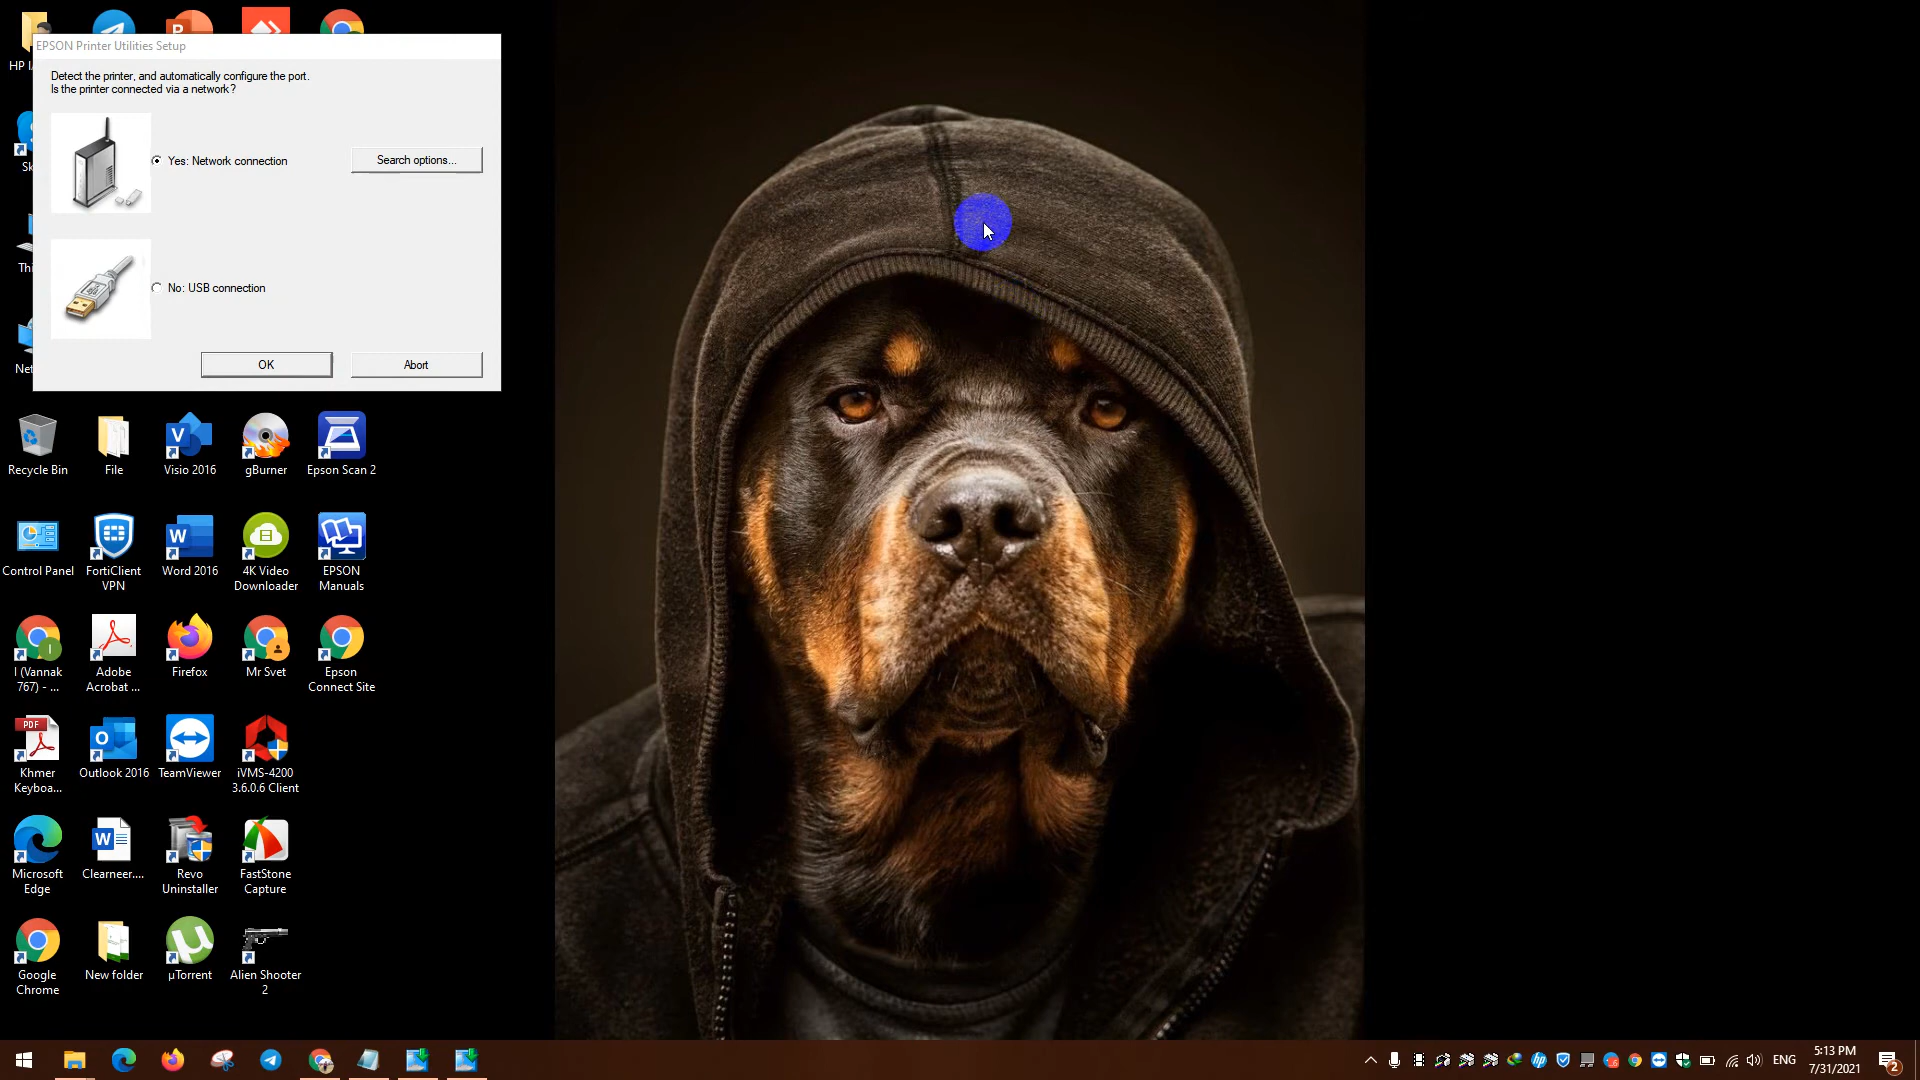 EPSON Printer Utilities Setup
Detect the printer, and automatically configure the port.
Is the printer connected via a network?
Yes: Network connection
Search options...
No: USB connection
OK
Abort
HP
Sk
Thi
Net
Recycle Bin
File
Visio 2016
gBurner
Epson Scan 2
Control Panel
FortiClient
VPN
Word 2016
4K Video
Downloader
EPSON
Manuals
I (Vannak
767) - ...
Adobe
Acrobat ...
Firefox
Mr Svet
Epson
Connect Site
Khmer
Keyboa...
Outlook 2016
TeamViewer
iVMS-4200
3.6.0.6 Client
Microsoft
Edge
Clearneer....
Revo
Uninstaller
FastStone
Capture
Google
Chrome
New folder
µTorrent
Alien Shooter
2
ENG
5:13 PM
7/31/2021
2